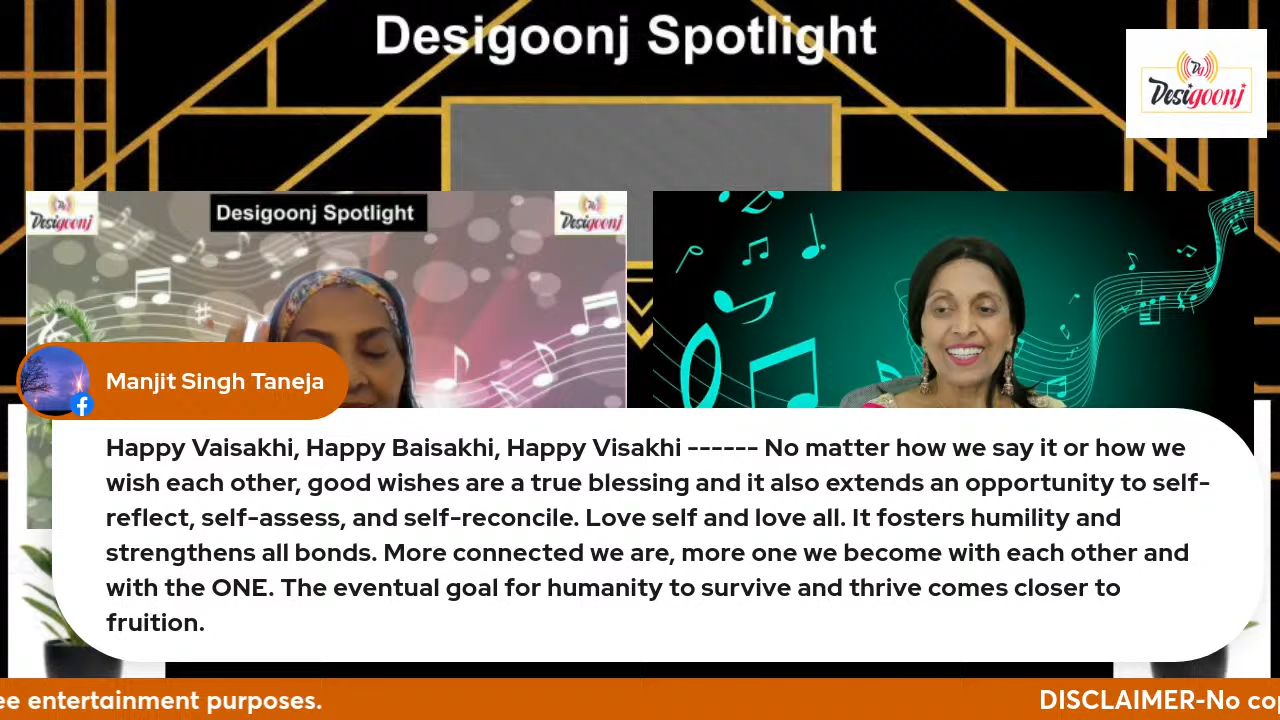 Desigoonj Spotlight
Dg
Desigoonj
Desigoonj
Desigoonj Spotlight
Desigoonj
Manjit Singh Taneja
Happy Vaisakhi, Happy Baisakhi, Happy Visakhi ------ No matter how we say it or how we
wish each other, good wishes are a true blessing and it also extends an opportunity to self-
reflect, self-assess, and self-reconcile. Love self and love all. It fosters humility and
strengthens all bonds. More connected we are, more one we become with each other and
with the ONE. The eventual goal for humanity to survive and thrive comes closer to
fruition.
ee entertainment purposes.
DISCLAIMER-No cop